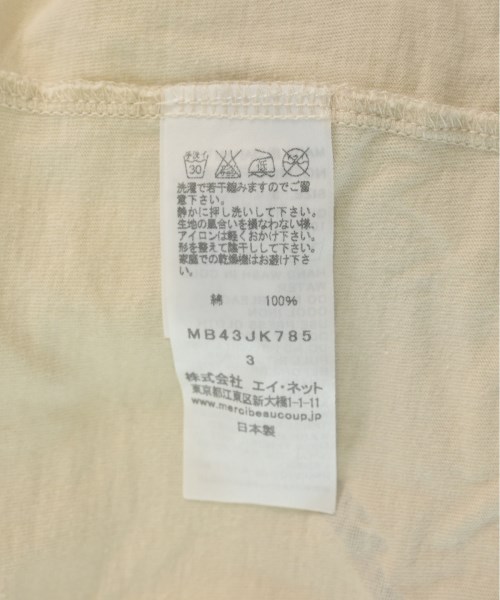 手洗イ
30
低
洗濯で若干縮みますのでご留
意下さい。
静かに押し洗いして下さい。
生地の風合いを損なわない様、
アイロンは軽くおかけ下さい。
形を整えて陰干しして下さい。
家庭での乾燥機はお避け下さ
い。
綿 100%
MB43JK785
3
株式会社 エイ・ネット
東京都江東区新大橋1-1-11
www.mercibeaucoup.jp
日本製